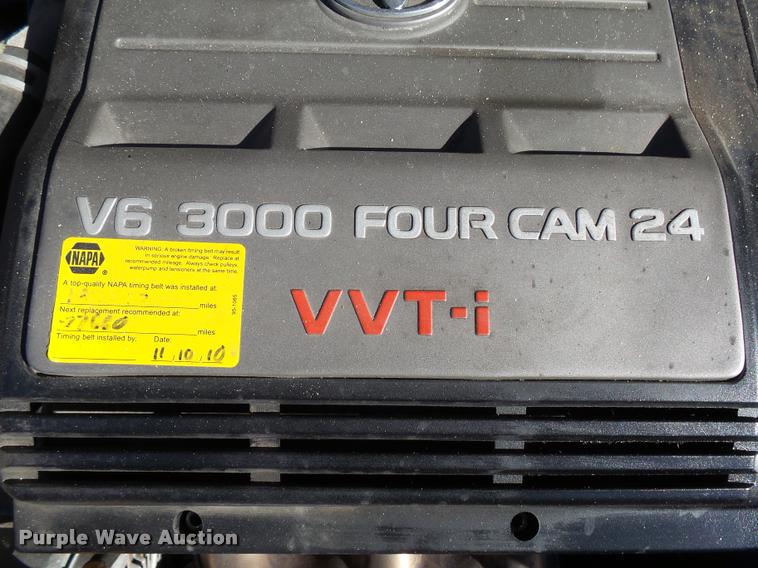 V6 3000 FOUR CAM 24
VVT-i
NAPA
®
WARNING: A broken timing belt may result
in serious engine damage. Replace at
recommended mileage. Always check pulleys,
waterpump and tensioners at the same time.
A top-quality NAPA timing belt was installed at:
miles
Next replacement recommended at:
miles
Timing belt installed by: Date:
11 10 10
Purple Wave Auction